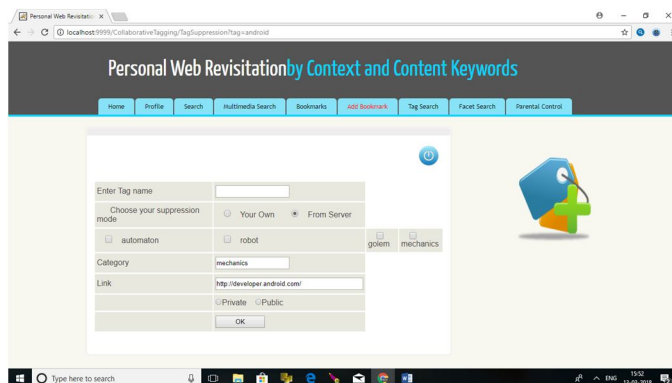 Personal Web Revisitatio
localhost:9999/CollaborativeTagging/TagSuppression?tag=android
Personal Web Revisitationby Context and Content Keywords
Home Profile Search Multimedia Search Bookmarks Add Bookmark Tag Search Facet Search Parental Control
Enter Tag name
Choose your suppression mode Your Own From Server
automaton robot golem mechanics
Category mechanics
Link http://developer.android.com/
Private Public
OK
Type here to search
ENG 15:52
13-03-2018